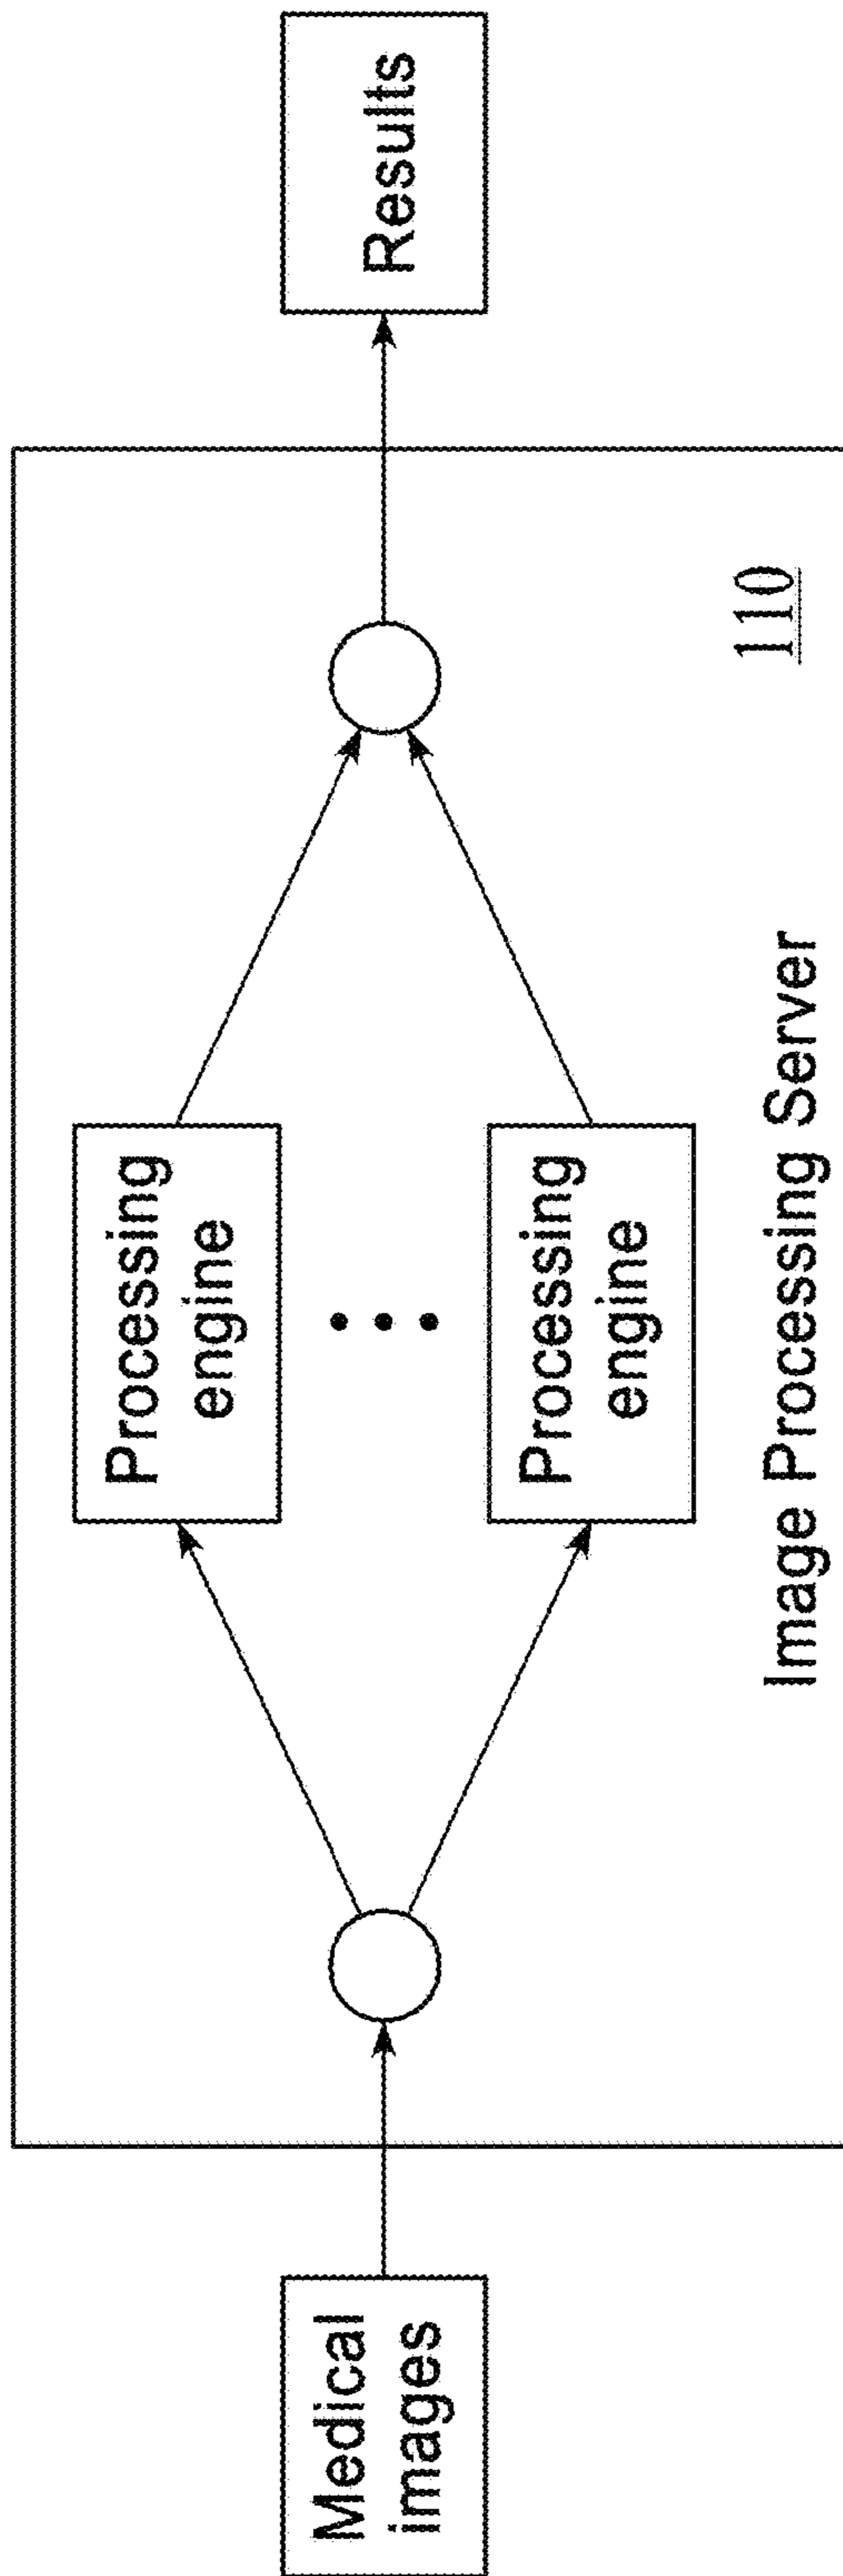 Medical
images
Processing
engine
Processing
engine
Image Processing Server
110
Results